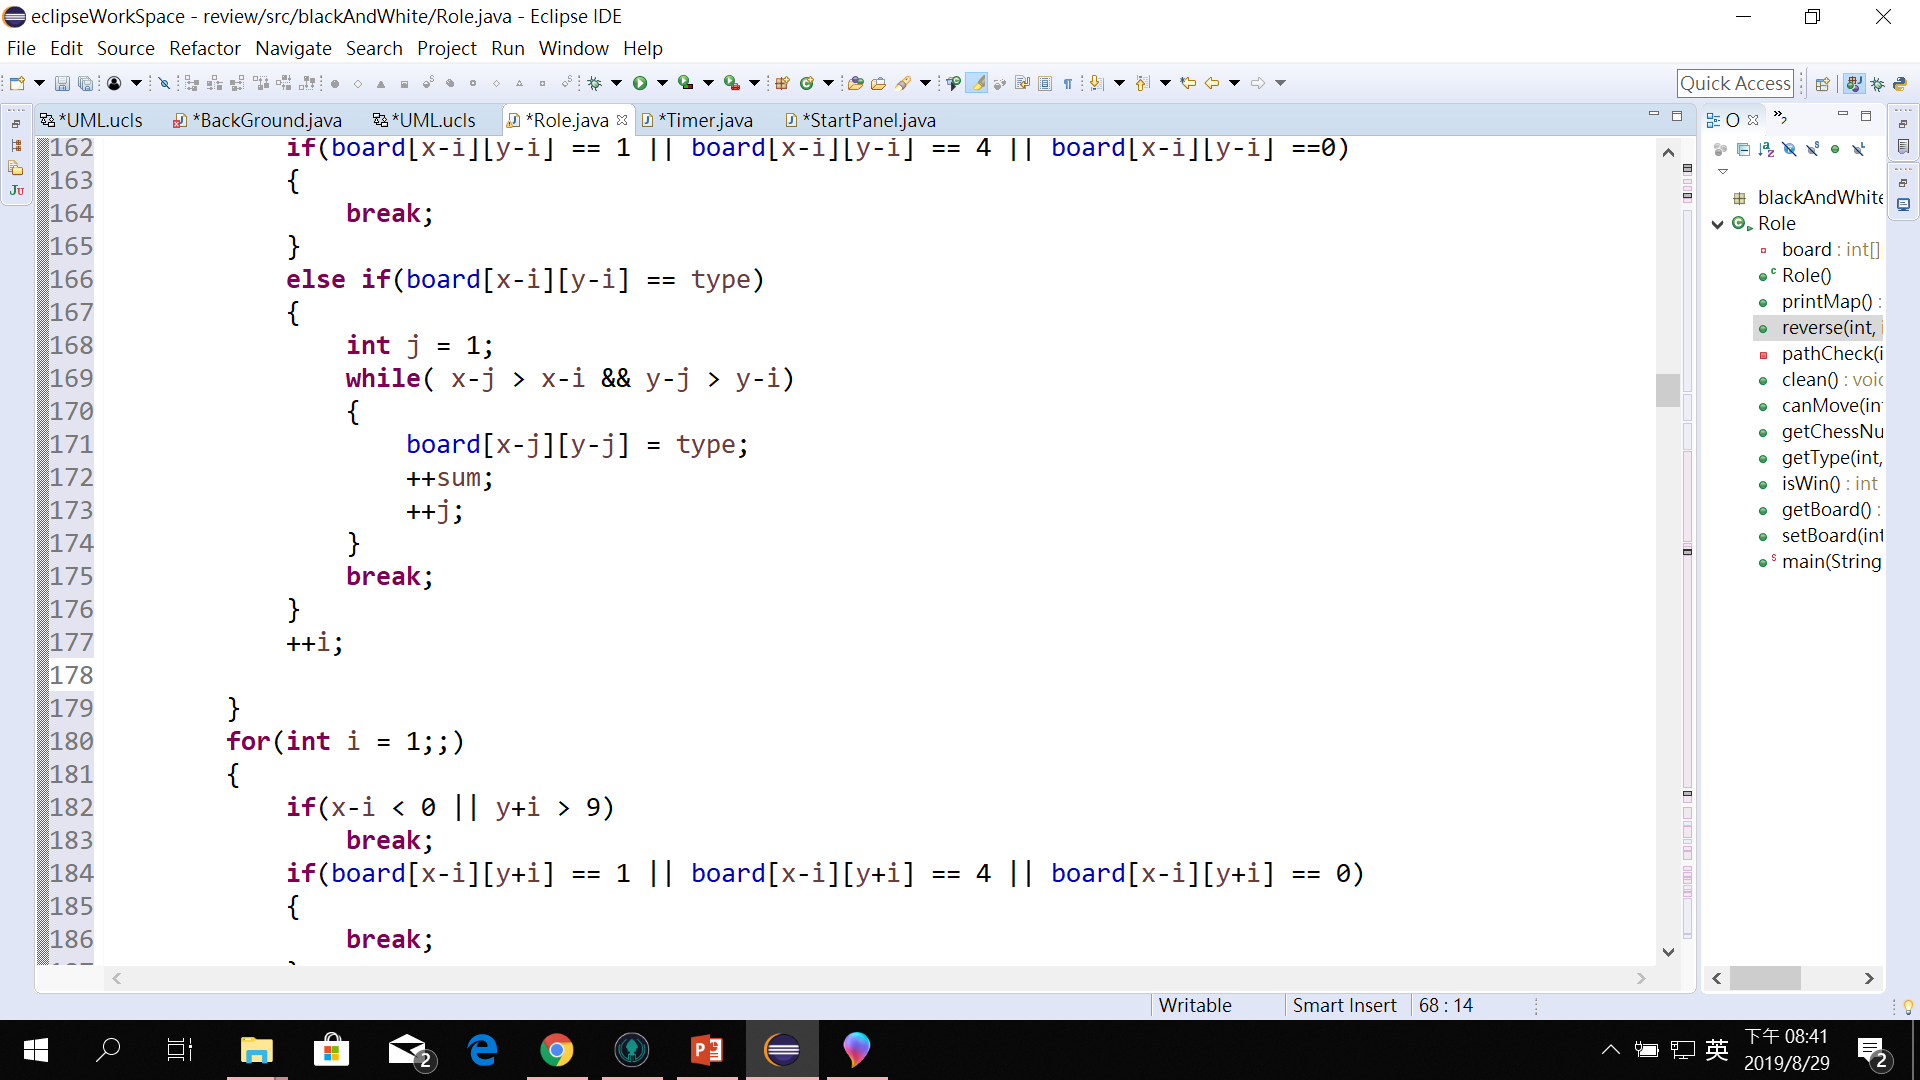 eclipseWorkSpace - review/src/blackAndWhite/Role.java - Eclipse IDE
File Edit Source Refactor Navigate Search Project Run Window Help
Quick Access
*UML.ucls *BackGround.java *UML.ucls *Role.java *Timer.java *StartPanel.java
162 if(board[x-i][y-i] == 1 || board[x-i][y-i] == 4 || board[x-i][y-i] ==0)
163 {
164 break;
165 }
166 else if(board[x-i][y-i] == type)
167 {
168 int j = 1;
169 while( x-j > x-i && y-j > y-i)
170 {
171 board[x-j][y-j] = type;
172 ++sum;
173 ++j;
174 }
175 break;
176 }
177 ++i;
178
179 }
180 for(int i = 1;;)
181 {
182 if(x-i < 0 || y+i > 9)
183 break;
184 if(board[x-i][y+i] == 1 || board[x-i][y+i] == 4 || board[x-i][y+i] == 0)
185 {
186 break;
O
blackAndWhite
Role
board : int[]
Role()
printMap() :
reverse(int, i
pathCheck(i
clean() : voic
canMove(in
getChessNu
getType(int,
isWin() : int
getBoard() :
setBoard(int
main(String
Writable Smart Insert 68 : 14
2
英
下午 08:41
2019/8/29
2